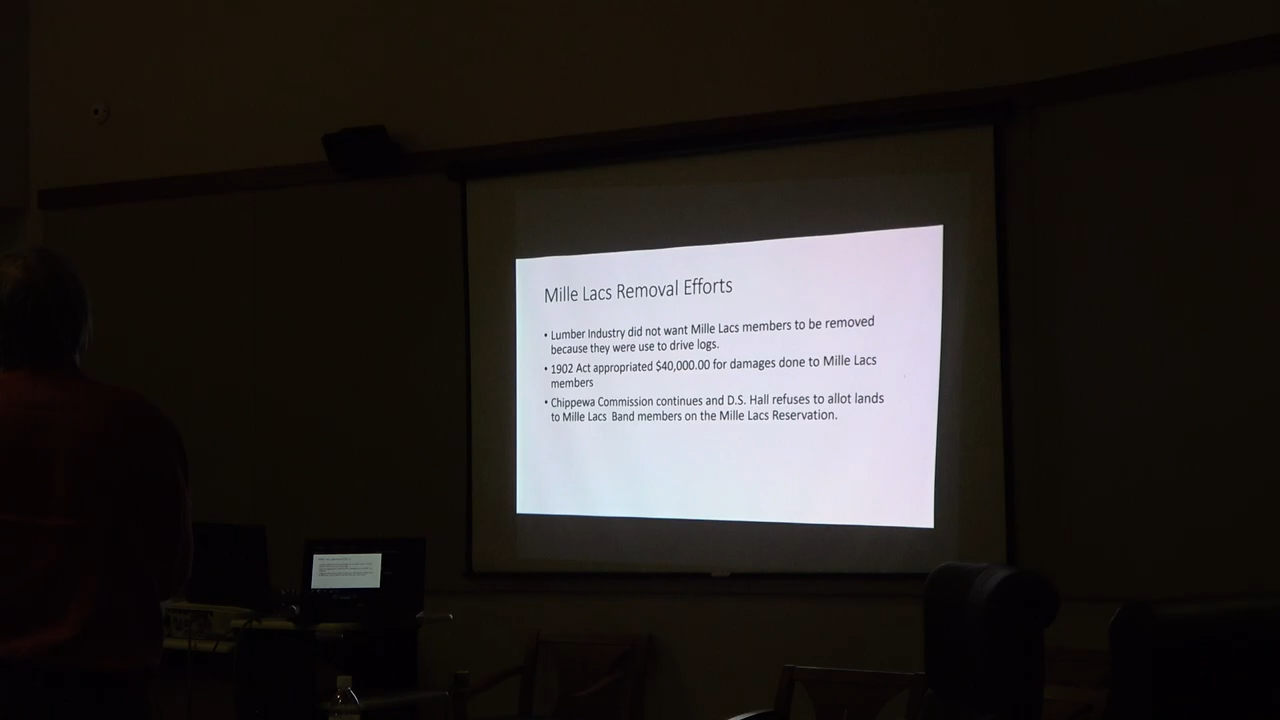 Mille Lacs Removal Efforts
• Lumber Industry did not want Mille Lacs members to be removed
because they were use to drive logs.
• 1902 Act appropriated $40,000.00 for damages done to Mille Lacs
members
• Chippewa Commission continues and D.S. Hall refuses to allot lands
to Mille Lacs Band members on the Mille Lacs Reservation.